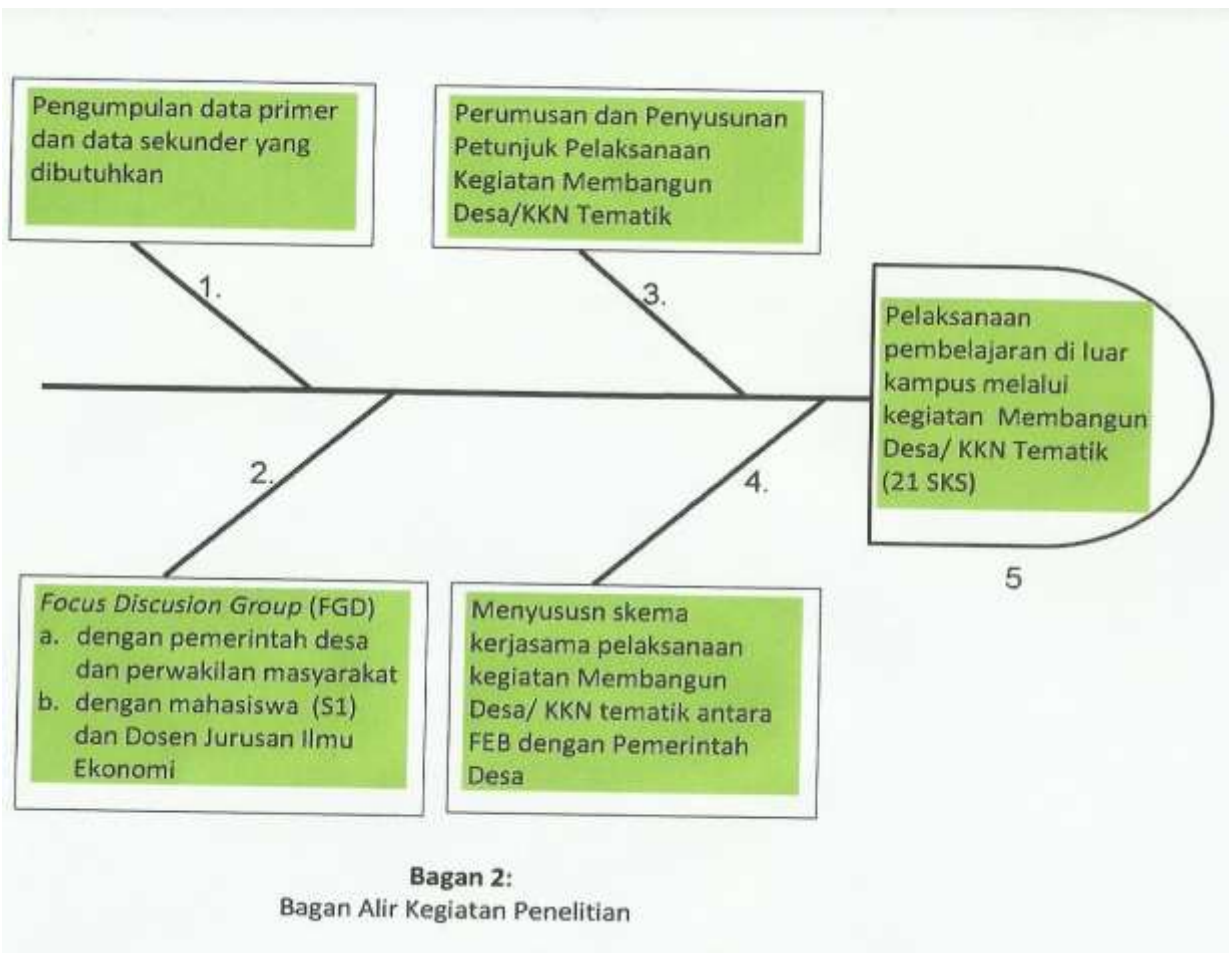 Pengumpulan data primer
dan data sekunder yang
dibutuhkan
1.
Focus Discusion Group (FGD)
a. dengan pemerintah desa
dan perwakilan masyarakat
b. dengan mahasiswa (S1)
dan Dosen Jurusan Ilmu
Ekonomi
2.
Perumusan dan Penyusunan
Petunjuk Pelaksanaan
Kegiatan Membangun
Desa/KKN Tematik
3.
Menyususn skema
kerjasama pelaksanaan
kegiatan Membangun
Desa/ KKN tematik antara
FEB dengan Pemerintah
Desa
4.
Pelaksanaan
pembelajaran di luar
kampus melalui
kegiatan Membangun
Desa/ KKN Tematik
(21 SKS)
5
Bagan 2:
Bagan Alir Kegiatan Penelitian